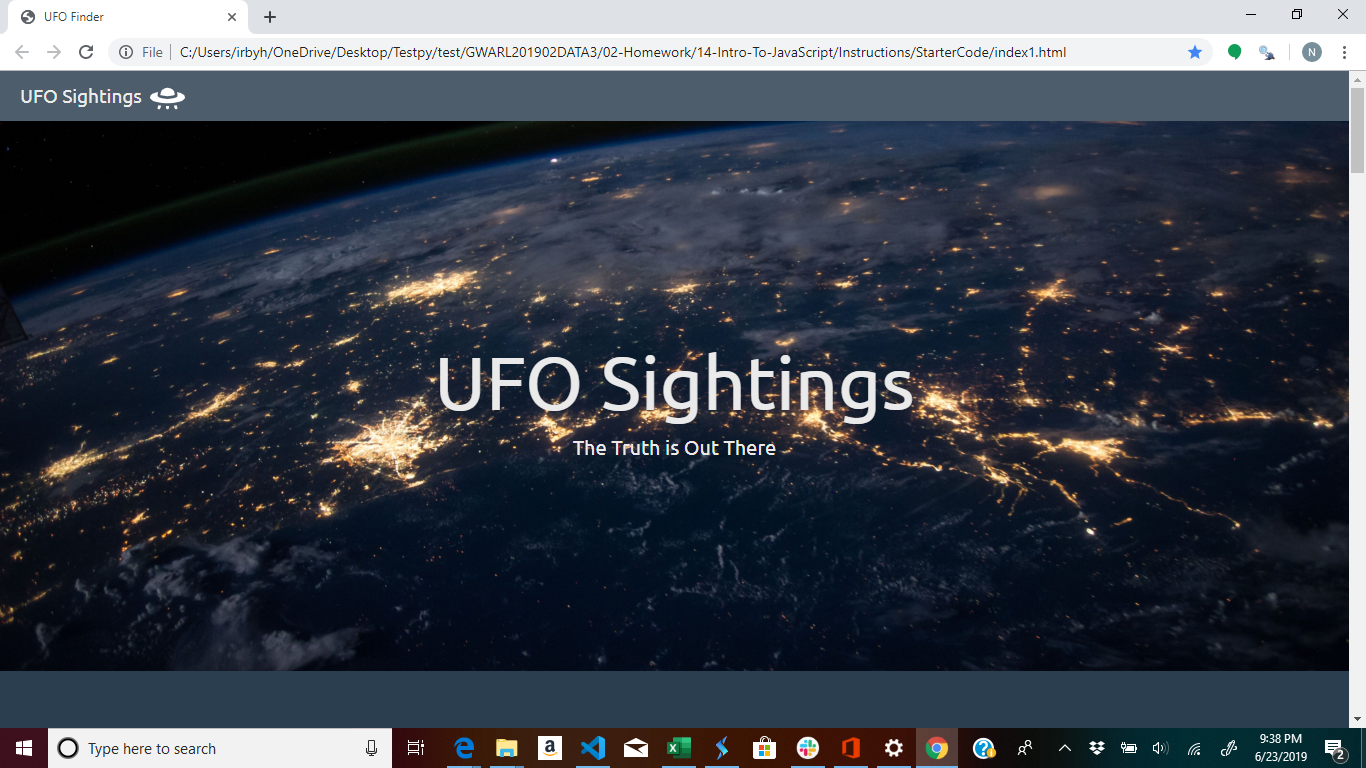 UFO Finder
File
C:/Users/irbyh/OneDrive/Desktop/Testpy/test/GWARL201902DATA3/02-Homework/14-Intro-To-JavaScript/Instructions/StarterCode/index1.html
N
UFO Sightings
UFO Sightings
The Truth is Out There
Type here to search
a
9:38 PM
6/23/2019
2